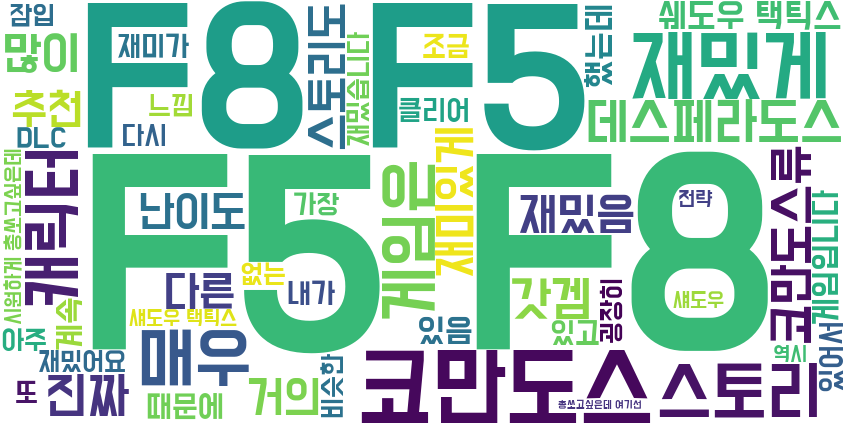 잠입
많이
추천
DLC
재미가
느낌
다시
F8 F5
스토리도
재밌습니다
조금
클리어
했는데
쉐도우 택틱스
재밌게
데스페라도스
시원하게 총쏘고싶은데
캐릭터
난이도
F5 F8
가장
게임은
재미있게
재밌음
전략
코만도스류
게임입니다
계속
아주
다른
없는
내가
섀도우 택틱스
갓겜
굉장히
섀도우
있음
있고
역시
있어서
재밌어요
매우
또
진짜
때문에
거의
비슷한
코만도스
스토리
총쏘고싶은데 여기선